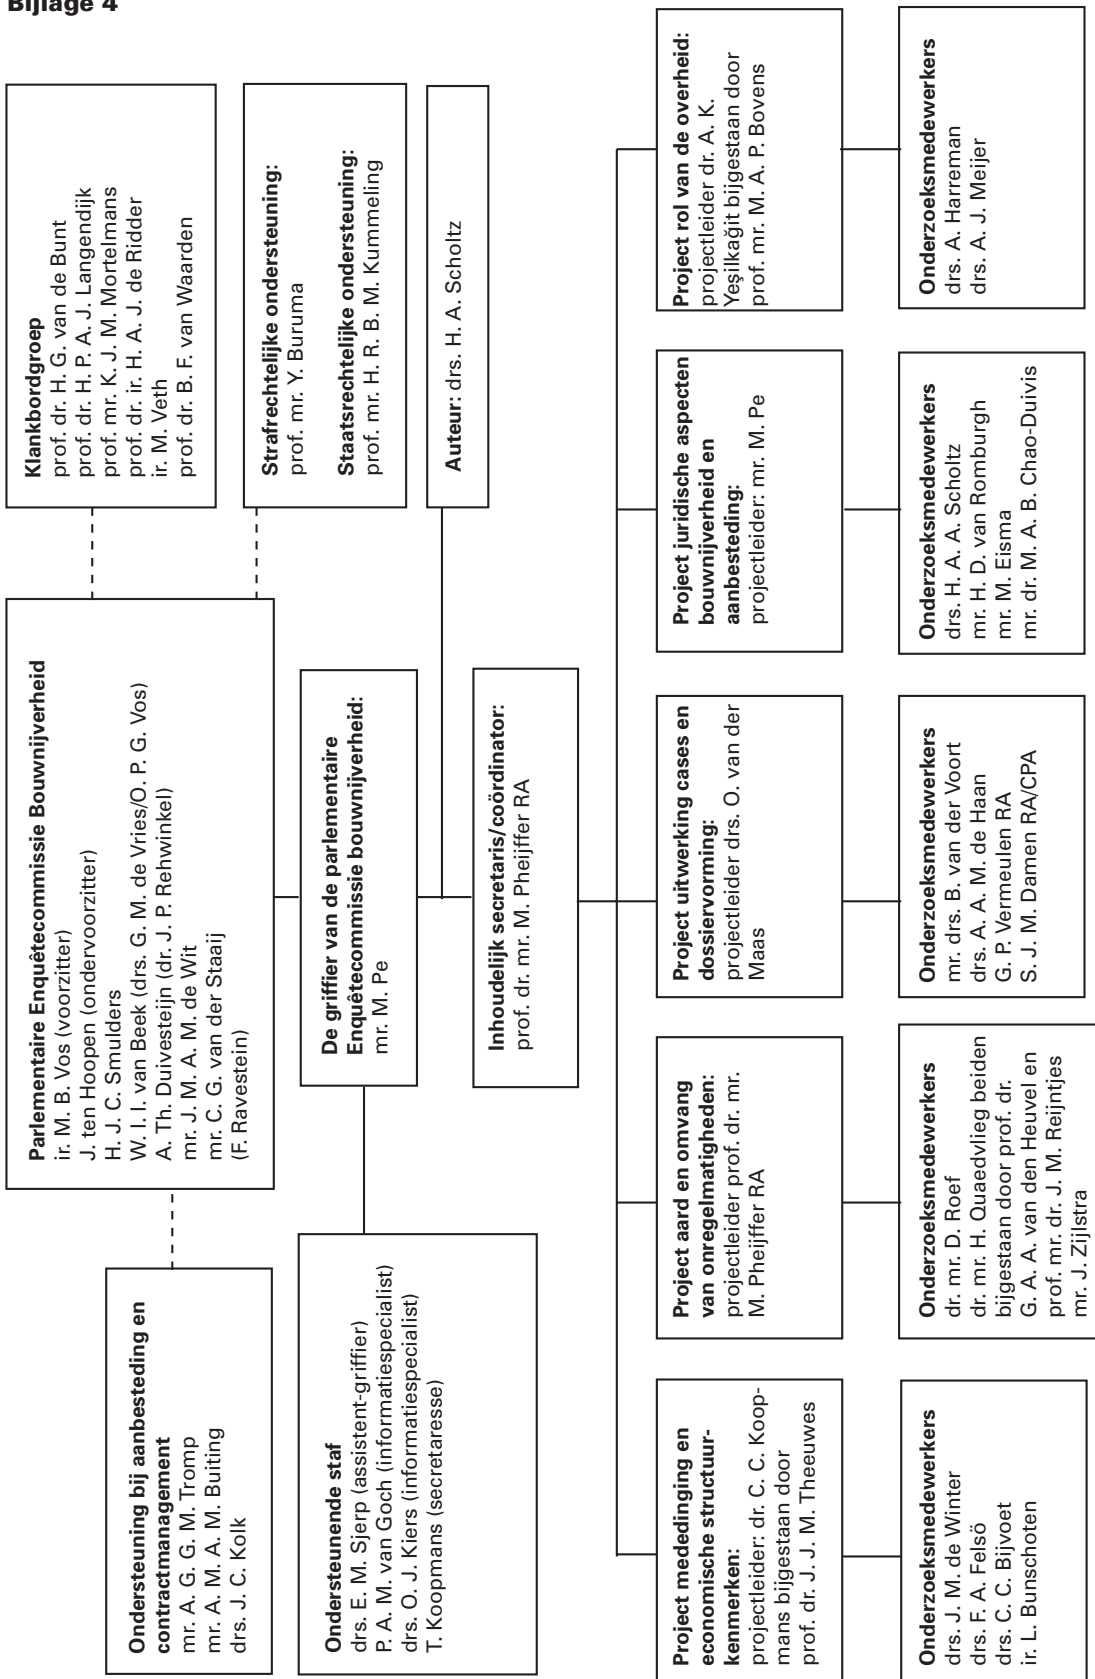 Bijlage 4
Parlementaire Enquêtecommissie Bouwnijverheid
ir. M. B. Vos (voorzitter)
J. ten Hoopen (ondervoorzitter)
H. J. C. Smulders
W. I. I. van Beek (drs. G. M. de Vries/O. P. G. Vos)
A. Th. Duivesteijn (dr. J. P. Rehwinkel)
mr. J. M. A. M. de Wit
mr. C. G. van der Staaij
(F. Ravestein)
Klankbordgroep
prof. dr. H. G. van de Bunt
prof. dr. H. P. A. J. Langendijk
prof. mr. K. J. M. Mortelmans
prof. dr. ir. H. A. J. de Ridder
ir. M. Veth
prof. dr. B. F. van Waarden
Ondersteuning bij aanbesteding en
contractmanagement
mr. A. G. G. M. Tromp
mr. A. M. A. M. Buiting
drs. J. C. Kolk
Strafrechtelijke ondersteuning:
prof. mr. Y. Buruma
Staatsrechtelijke ondersteuning:
prof. mr. H. R. B. M. Kummeling
De griffier van de parlementaire
Enquêtecommissie bouwnijverheid:
mr. M. Pe
Ondersteunende staf
drs. E. M. Sjerp (assistent-griffier)
P. A. M. van Goch (informatiespecialist)
drs. O. J. Kiers (informatiespecialist)
T. Koopmans (secretaresse)
Auteur: drs. H. A. Scholtz
Inhoudelijk secretaris/coördinator:
prof. dr. mr. M. Pheijffer RA
Project mededinging en
economische structuur-
kenmerken:
projectleider: dr. C. C. Koop-
mans bijgestaan door
prof. dr. J. J. M. Theeuwes
Project aard en omvang
van onregelmatigheden:
projectleider prof. dr. mr.
M. Pheijffer RA
Project uitwerking cases en
dossiervorming:
projectleider drs. O. van der
Maas
Project juridische aspecten
bouwnijverheid en
aanbesteding:
projectleider: mr. M. Pe
Project rol van de overheid:
projectleider dr. A. K.
Yeşilkağit bijgestaan door
prof. mr. M. A. P. Bovens
Onderzoeksmedewerkers
drs. J. M. de Winter
drs. F. A. Felsö
drs. C. C. Bijvoet
ir. L. Bunschoten
Onderzoeksmedewerkers
dr. mr. D. Roef
dr. mr. H. Quaedvlieg beiden
bijgestaan door prof. dr.
G. A. A. van den Heuvel en
prof. mr. dr. J. M. Reijntjes
mr. J. Zijlstra
Onderzoeksmedewerkers
mr. drs. B. van der Voort
drs. A. A. M. de Haan
G. P. Vermeulen RA
S. J. M. Damen RA/CPA
Onderzoeksmedewerkers
drs. H. A. A. Scholtz
mr. H. D. van Romburgh
mr. M. Eisma
mr. dr. M. A. B. Chao-Duivis
Onderzoeksmedewerkers
drs. A. Harreman
drs. A. J. Meijer